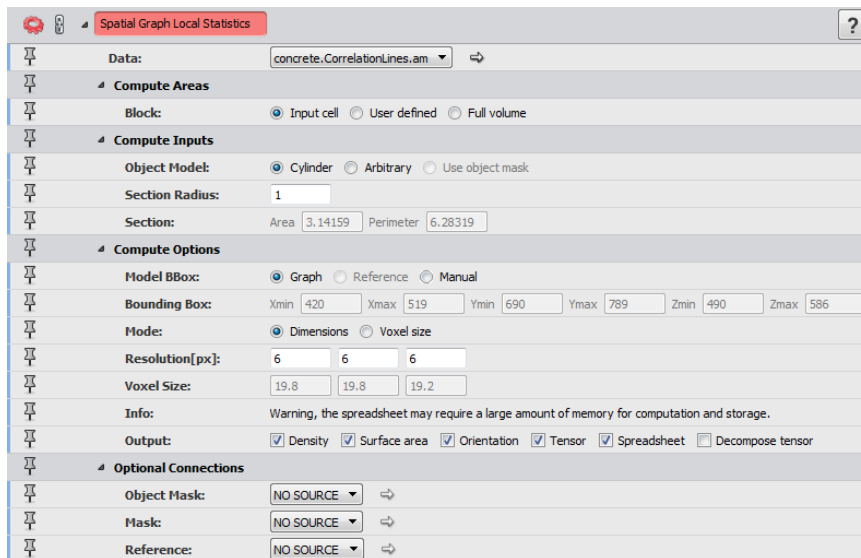 Spatial Graph Local Statistics ?
Data: concrete.CorrelationLines.am
Compute Areas
Block: Input cell User defined Full volume
Compute Inputs
Object Model: Cylinder Arbitrary Use object mask
Section Radius: 1
Section: Area 3.14159 Perimeter 6.28319
Compute Options
Model BBox: Graph Reference Manual
Bounding Box: Xmin 420 Xmax 519 Ymin 690 Ymax 789 Zmin 490 Zmax 586
Mode: Dimensions Voxel size
Resolution[px]: 6 6 6
Voxel Size: 19.8 19.8 19.2
Info: Warning, the spreadsheet may require a large amount of memory for computation and storage.
Output: Density Surface area Orientation Tensor Spreadsheet Decompose tensor
Optional Connections
Object Mask: NO SOURCE
Mask: NO SOURCE
Reference: NO SOURCE